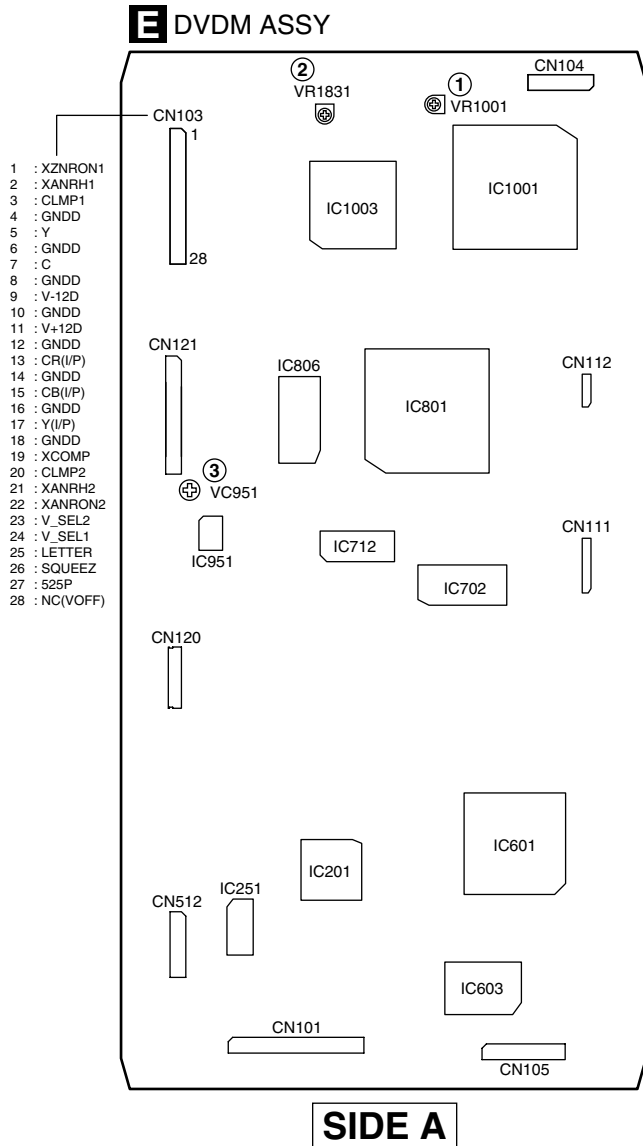 E DVDM ASSY
② VR1831
① VR1001
CN104
CN103
1
28
IC1003
IC1001
1 : XZNRON1
2 : XANRH1
3 : CLMP1
4 : GNDD
5 : Y
6 : GNDD
7 : C
8 : GNDD
9 : V-12D
10 : GNDD
11 : V+12D
12 : GNDD
13 : CR(I/P)
14 : GNDD
15 : CB(I/P)
16 : GNDD
17 : Y(I/P)
18 : GNDD
19 : XCOMP
20 : CLMP2
21 : XANRH2
22 : XANRON2
23 : V_SEL2
24 : V_SEL1
25 : LETTER
26 : SQUEEZ
27 : 525P
28 : NC(VOFF)
CN121
IC806
IC801
CN112
③ VC951
IC951
IC712
IC702
CN111
CN120
IC601
IC201
IC251
CN512
IC603
CN101
CN105
SIDE A